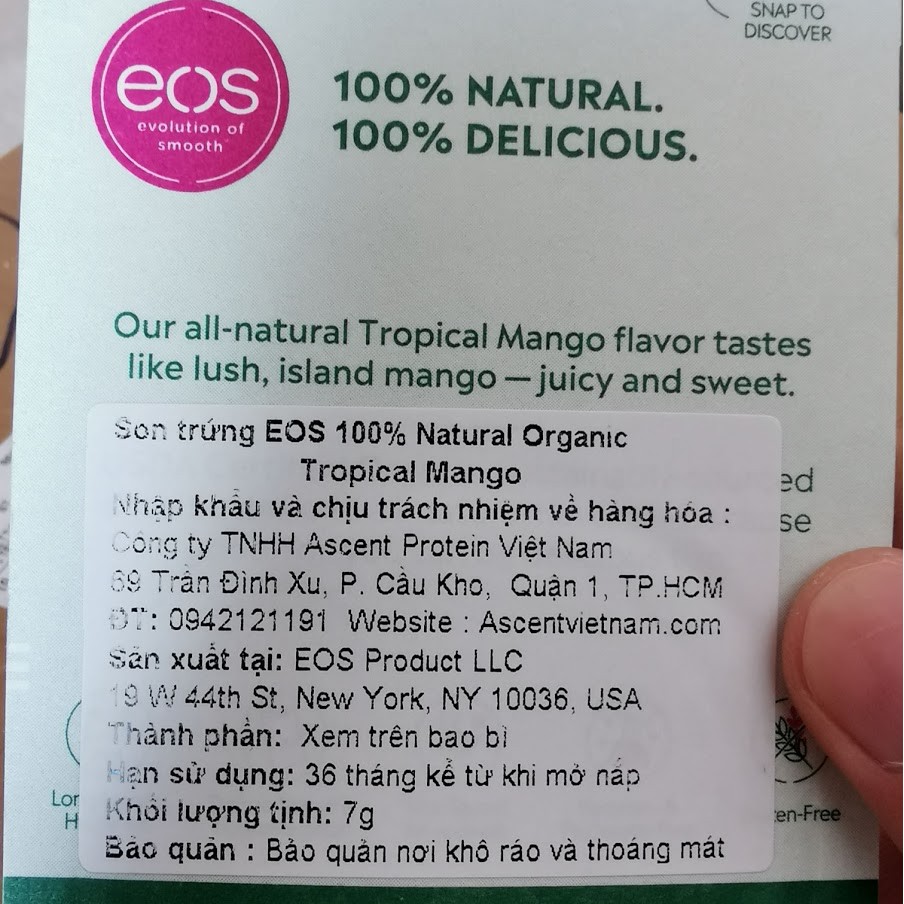 SNAP TO
DISCOVER
eos
evolution of
smooth
100% NATURAL.
100% DELICIOUS.
Our all-natural Tropical Mango flavor tastes
like lush, island mango — juicy and sweet.
Son trứng EOS 100% Natural Organic
Tropical Mango
Nhập khẩu và chịu trách nhiệm về hàng hóa :
Công ty TNHH Ascent Protein Việt Nam
69 Trần Đình Xu, P. Cầu Kho, Quận 1, TP.HCM
ĐT: 0942121191 Website : Ascentvietnam.com
Sản xuất tại: EOS Product LLC
19 W 44th St, New York, NY 10036, USA
Thành phần: Xem trên bao bì
Hạn sử dụng: 36 tháng kể từ khi mở nắp
Khối lượng tịnh: 7g
Bảo quản : Bảo quản nơi khô ráo và thoáng mát